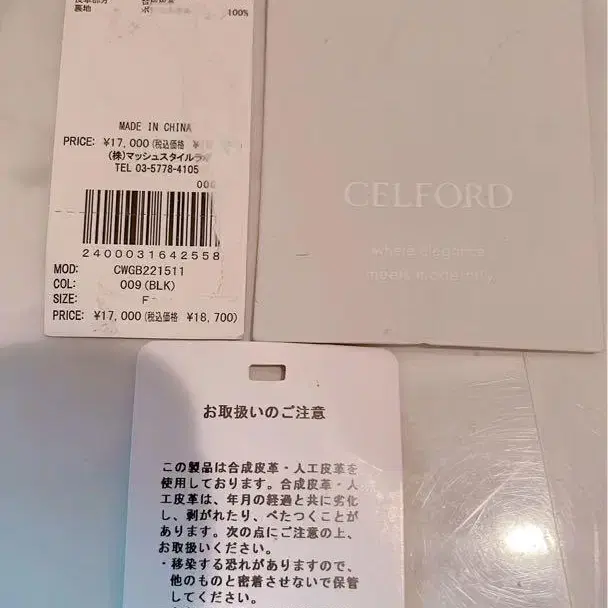 裏地
100%
MADE IN CHINA
PRICE: ¥17,000(税込価格 ¥
(株)マッシュスタイルラ
TEL 03-5778-4105
000
2400031642558
MOD: CWGB221511
COL: 009(BLK)
SIZE: F
PRICE: ¥17,000(税込価格 ¥18,700)
CELFORD
where elegance
meets modernity
お取扱いのご注意
この製品は合成皮革・人工皮革を
使用しております。合成皮革・人
工皮革は、年月の経過と共に劣化
し、剥がれたり、べたつくことが
あります。次の点にご注意の上、
お取扱いください。
・移染する恐れがありますので、
他のものと密着させないで保管
してください。